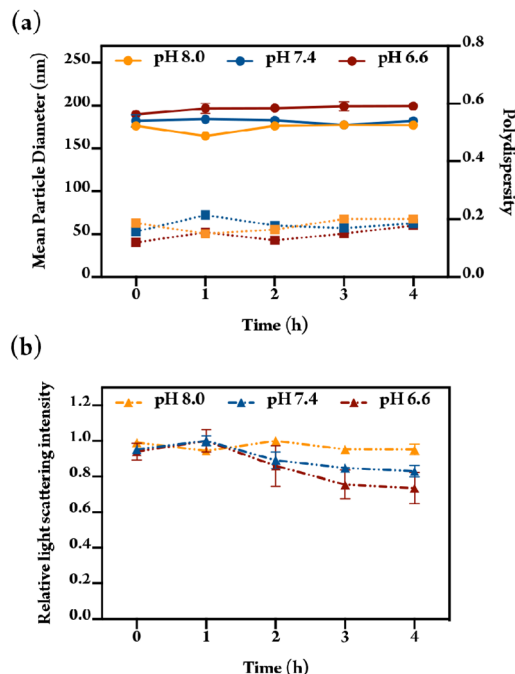 (a)
pH 8.0 pH 7.4 pH 6.6
Mean Particle Diameter (nm)
250
200
150
100
50
0
0.8
0.6
0.4
0.2
0.0
Polydispersity
0 1 2 3 4
Time (h)
(b)
pH 8.0 pH 7.4 pH 6.6
Relative light scattering intensity
1.2
1.0
0.8
0.6
0.4
0.2
0.0
0 1 2 3 4
Time (h)